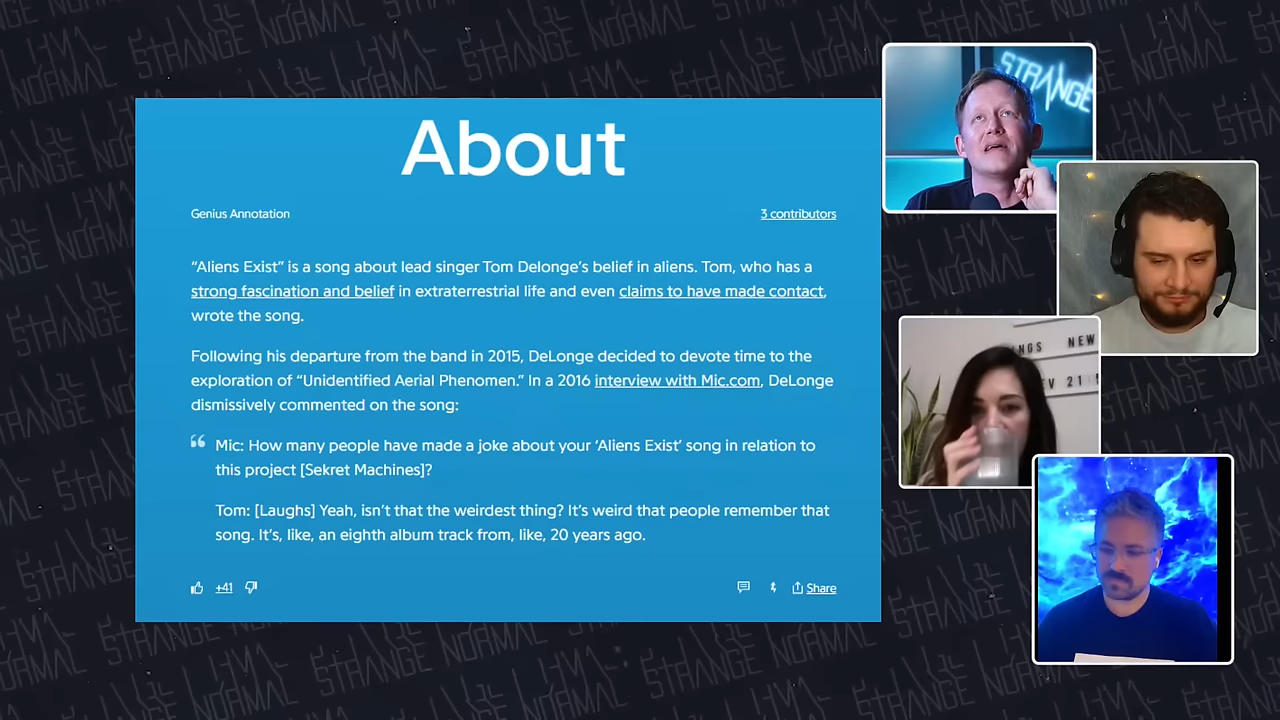 About
Genius Annotation
3 contributors
“Aliens Exist” is a song about lead singer Tom Delonge’s belief in aliens. Tom, who has a
strong fascination and belief in extraterrestrial life and even claims to have made contact,
wrote the song.
Following his departure from the band in 2015, DeLonge decided to devote time to the
exploration of “Unidentified Aerial Phenomen.” In a 2016 interview with Mic.com, DeLonge
dismissively commented on the song:
“ Mic: How many people have made a joke about your ‘Aliens Exist’ song in relation to
this project [Sekret Machines]?
Tom: [Laughs] Yeah, isn’t that the weirdest thing? It’s weird that people remember that
song. It’s, like, an eighth album track from, like, 20 years ago.
+41
Share
STRANGE
NGS NEW
EV 21
STRANGE NORMAL